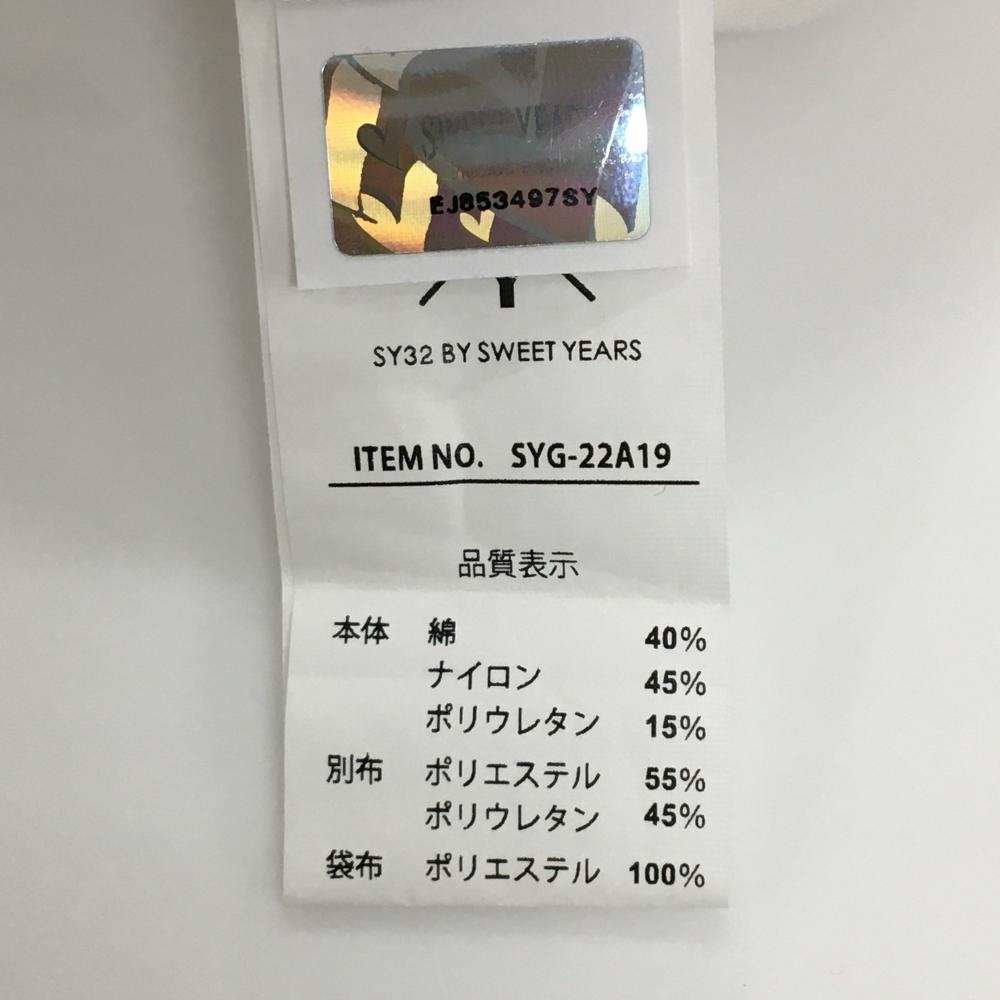 EJ853497SY
SY32 BY SWEET YEARS
ITEM NO. SYG-22A19
品質表示
本体 綿 40%
ナイロン 45%
ポリウレタン 15%
別布 ポリエステル 55%
ポリウレタン 45%
袋布 ポリエステル 100%